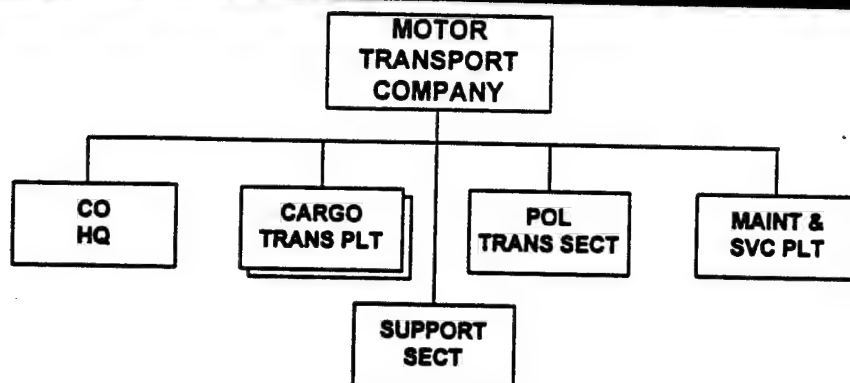 MOTOR
TRANSPORT
COMPANY
CO
HQ
CARGO
TRANS PLT
POL
TRANS SECT
MAINT &
SVC PLT
SUPPORT
SECT